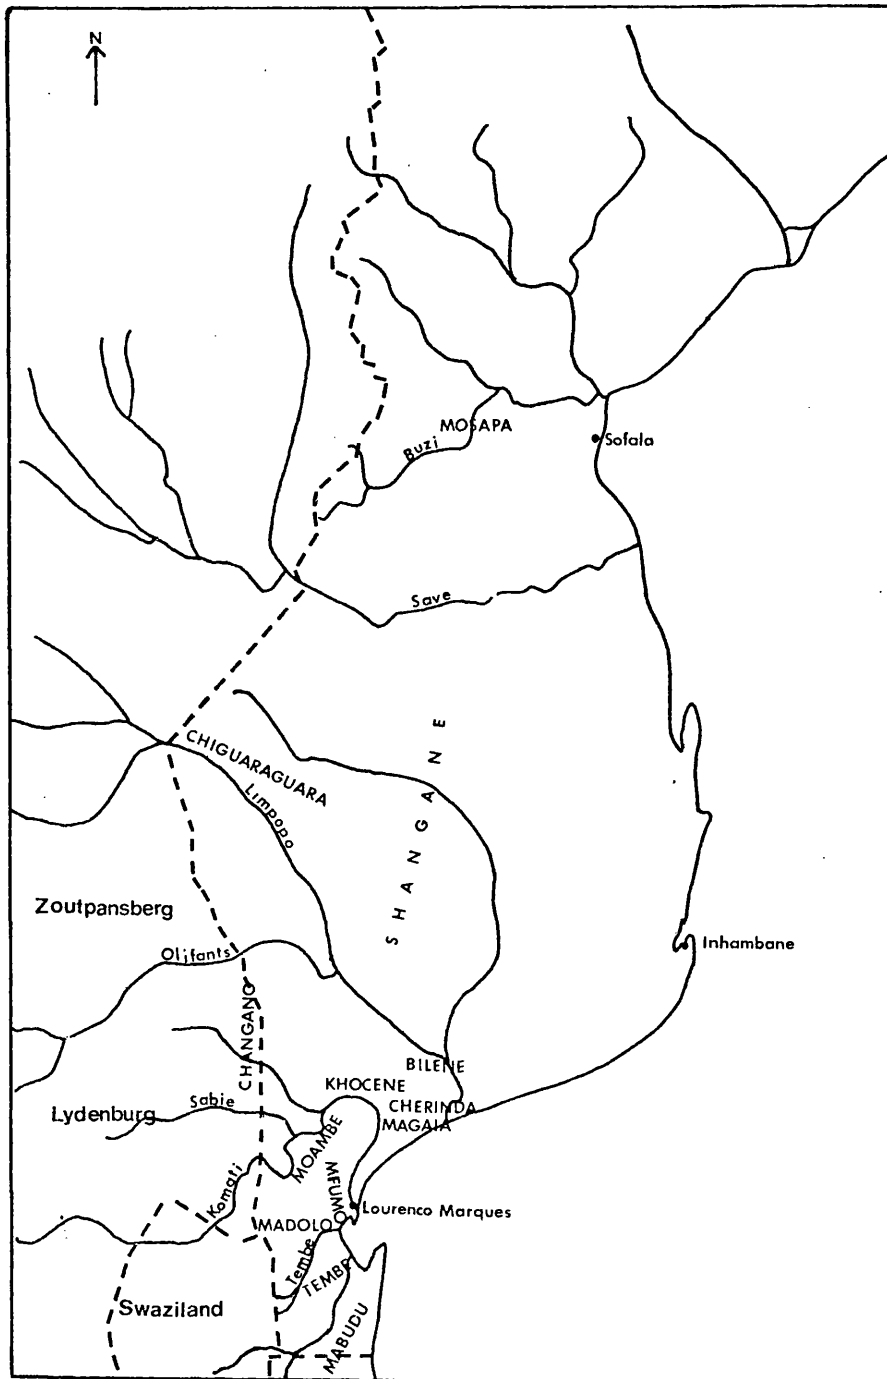 N
MOSAPA
Buzi
Sofala
Save
CHIGUARAGUARA
Limpopo
SHANGANE
Zoutpansberg
Olifants
Inhambane
CHANGANO
BILENE
KHOCENE
CHERINDA
MAGAIA
Lydenburg
Sabie
MOAMBE
MFUMO
Komati
Lourenco Marques
MADOLO
Tembe
TEMBE
Swaziland
MABUDU